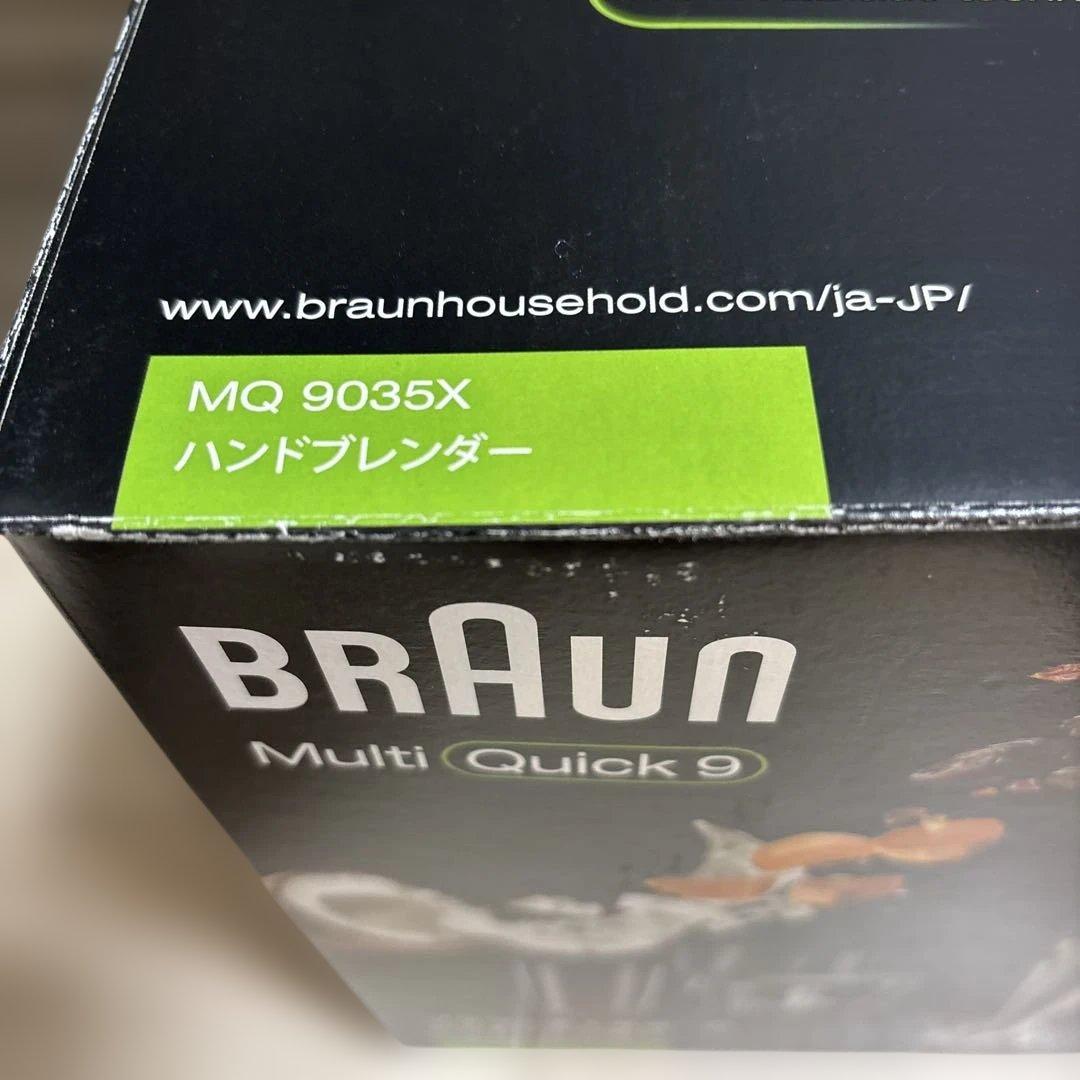 www.braunhousehold.com/ja-JP/
MQ 9035X
ハンドブレンダー
BRAUN
Multi Quick 9